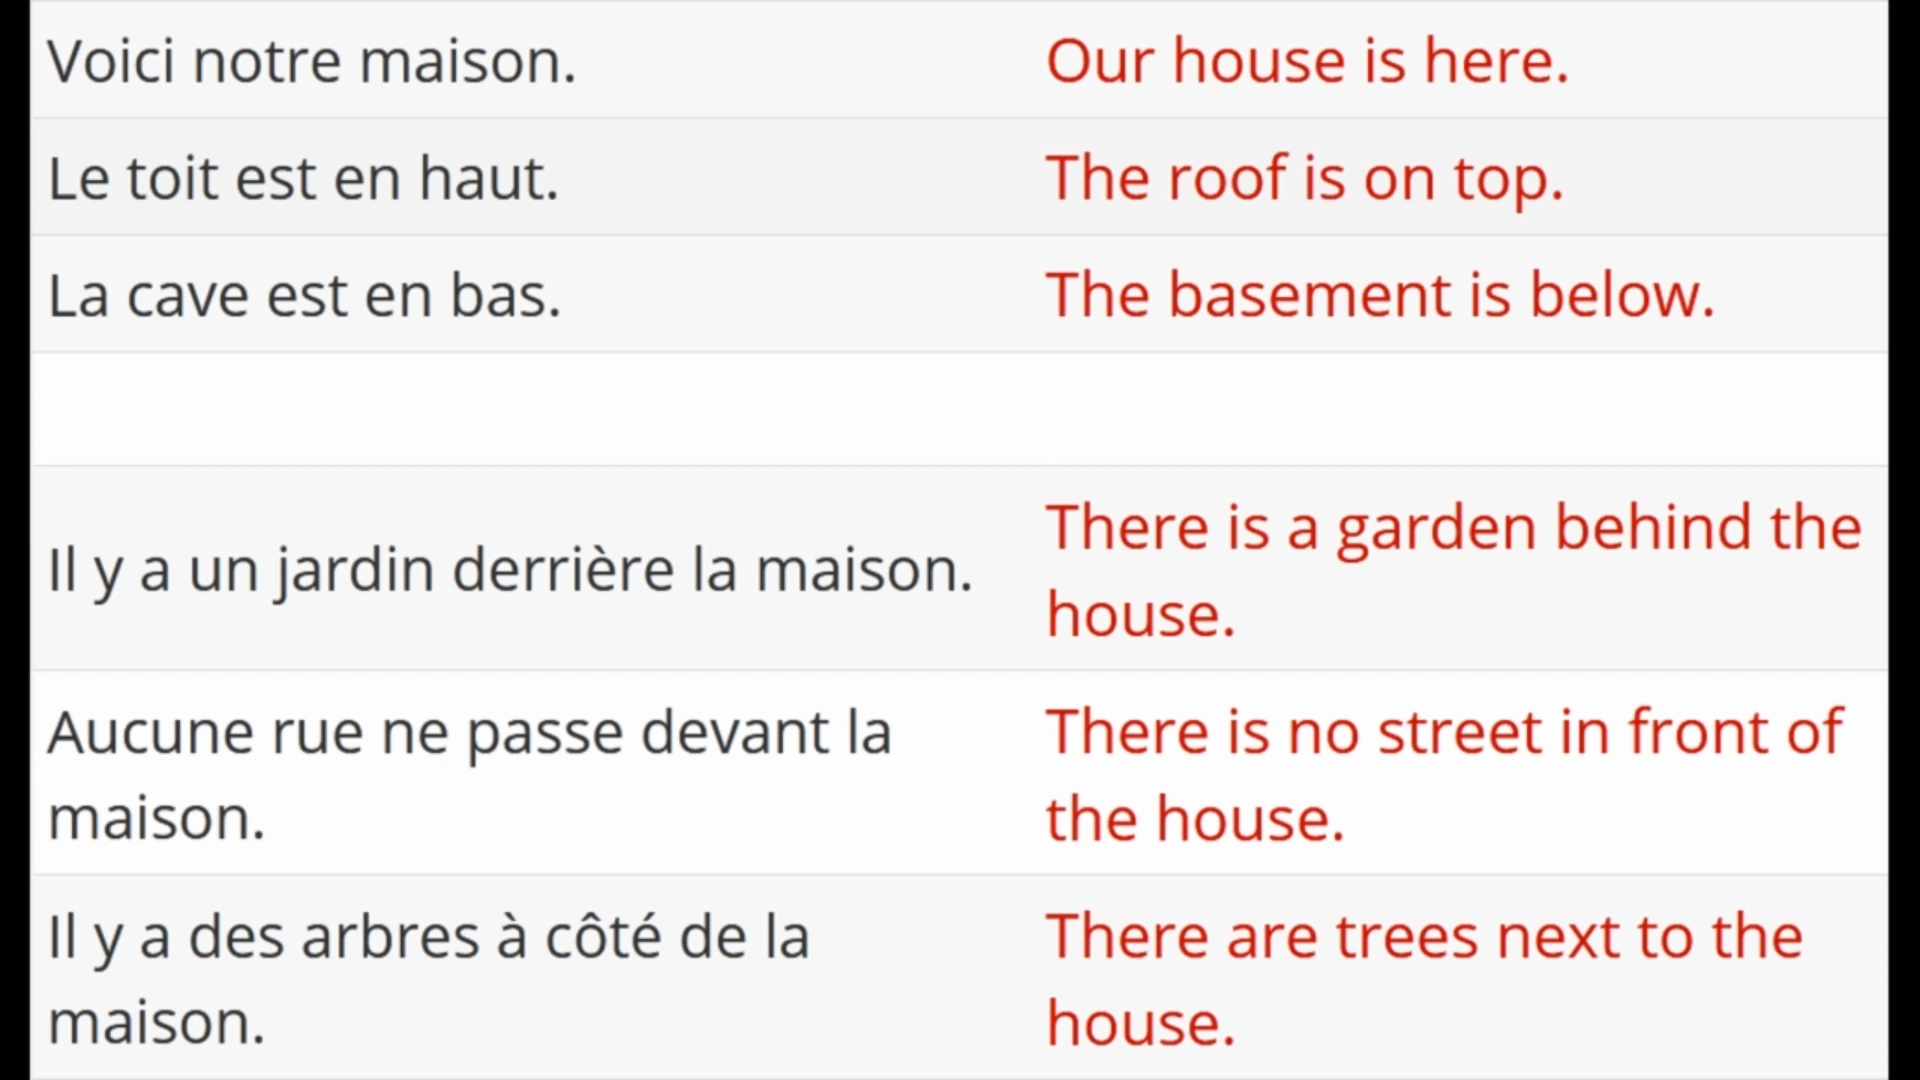 Voici notre maison.
Our house is here.
Le toit est en haut.
The roof is on top.
La cave est en bas.
The basement is below.
Il y a un jardin derrière la maison.
There is a garden behind the
house.
Aucune rue ne passe devant la
maison.
There is no street in front of
the house.
Il y a des arbres à côté de la
maison.
There are trees next to the
house.